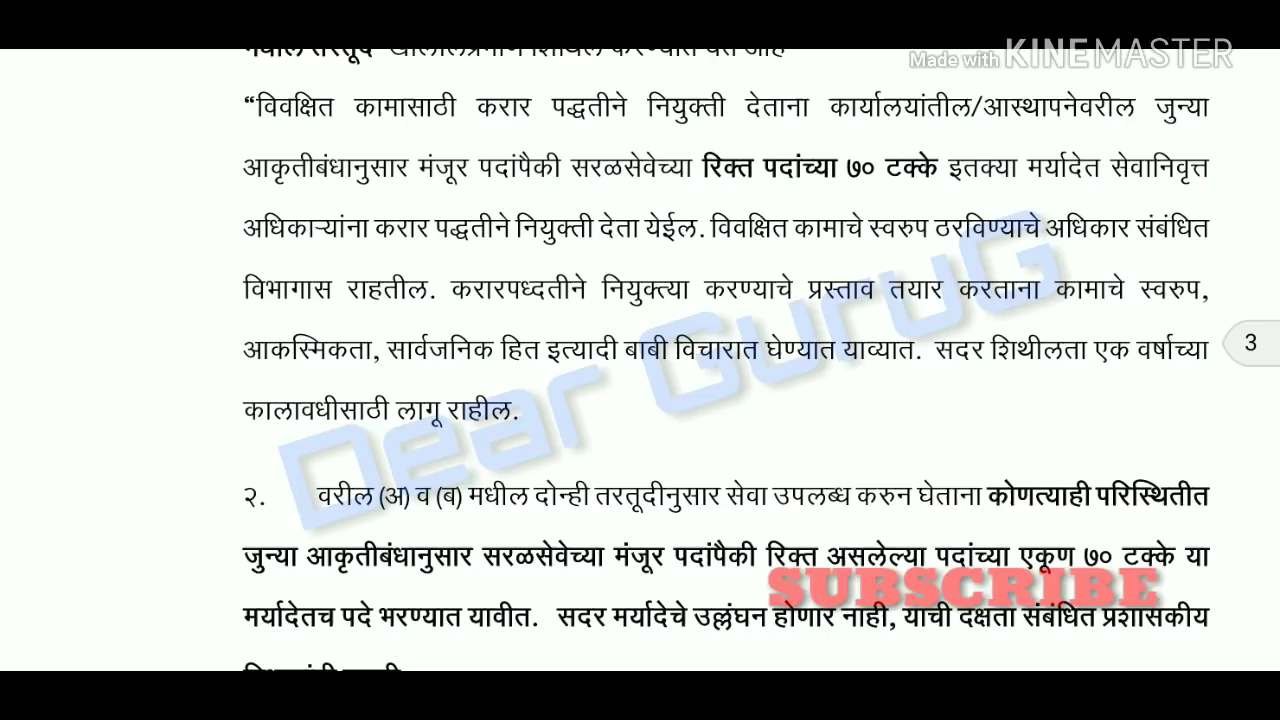 Made with KINEMASTER
“विवक्षित कामासाठी करार पद्धतीने नियुक्ती देताना कार्यालयांतील/आस्थापनेवरील जुन्या
आकृतीबंधानुसार मंजूर पदांपैकी सरळसेवेच्या रिक्त पदांच्या ७० टक्के इतक्या मर्यादेत सेवानिवृत्त
अधिकाऱ्यांना करार पद्धतीने नियुक्ती देता येईल. विवक्षित कामाचे स्वरुप ठरविण्याचे अधिकार संबंधित
विभागास राहतील. करारपध्दतीने नियुक्त्या करण्याचे प्रस्ताव तयार करताना कामाचे स्वरुप,
आकस्मिकता, सार्वजनिक हित इत्यादी बाबी विचारात घेण्यात याव्यात. सदर शिथीलता एक वर्षाच्या
3
कालावधीसाठी लागू राहील.
Dear GuruG
२. वरील (अ) व (ब) मधील दोन्ही तरतूदीनुसार सेवा उपलब्ध करुन घेताना कोणत्याही परिस्थितीत
जुन्या आकृतीबंधानुसार सरळसेवेच्या मंजूर पदांपैकी रिक्त असलेल्या पदांच्या एकूण ७० टक्के या
SUBSCRIBE
मर्यादेतच पदे भरण्यात यावीत. सदर मर्यादेचे उल्लंघन होणार नाही, याची दक्षता संबंधित प्रशासकीय